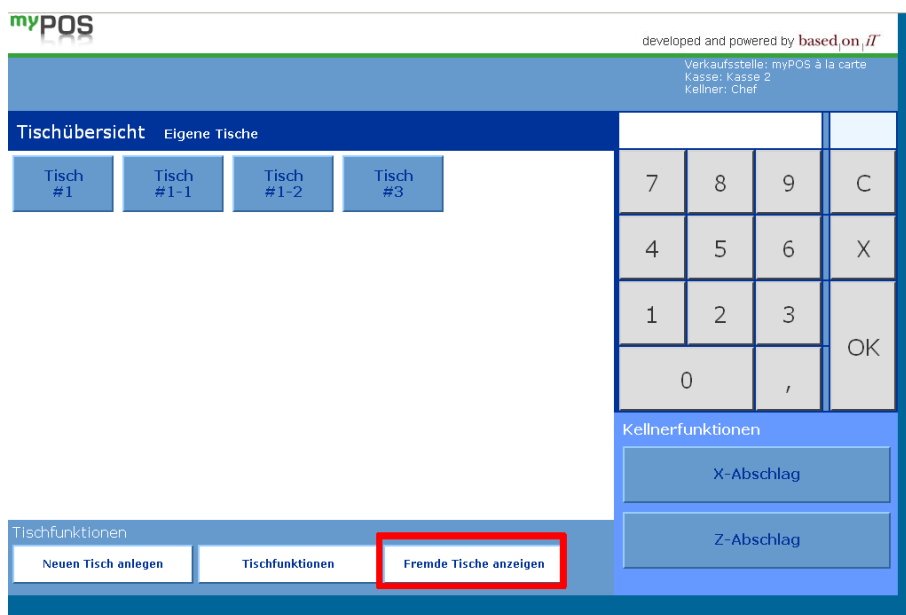 myPOS
developed and powered by based on iT
Verkaufsstelle: myPOS à la carte
Kasse: Kasse 2
Kellner: Chef
Tischübersicht Eigene Tische
Tisch
#1
Tisch
#1-1
Tisch
#1-2
Tisch
#3
7 8 9 C
4 5 6 X
1 2 3
OK
0 ,
Kellnerfunktionen
X-Abschlag
Z-Abschlag
Tischfunktionen
Neuen Tisch anlegen
Tischfunktionen
Fremde Tische anzeigen